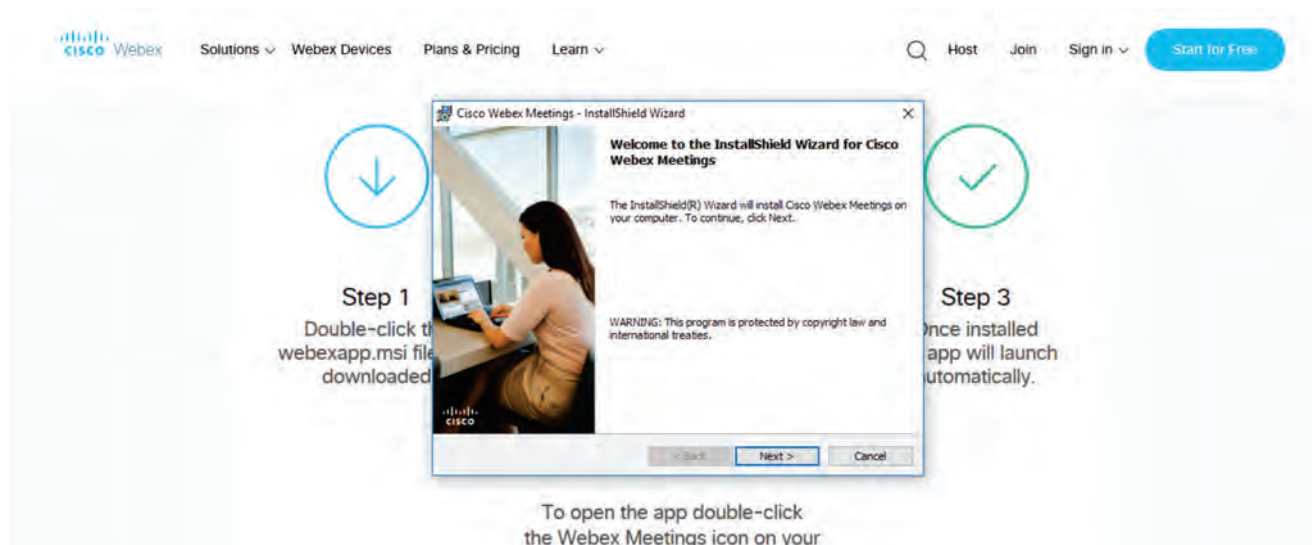 CISCO Webex Solutions Webex Devices Plans & Pricing Learn Host Join Sign in Start for Free
Cisco Webex Meetings - InstallShield Wizard
Welcome to the InstallShield Wizard for Cisco
Webex Meetings
The InstallShield(R) Wizard will install Cisco Webex Meetings on
your computer. To continue, click Next.
WARNING: This program is protected by copyright law and
international treaties.
CISCO
< Back Next > Cancel
Step 1
Double-click
webexapp.msi
downloaded
Step 3
installed
app will launch
automatically.
To open the app double-click
the Webex Meetings icon on your